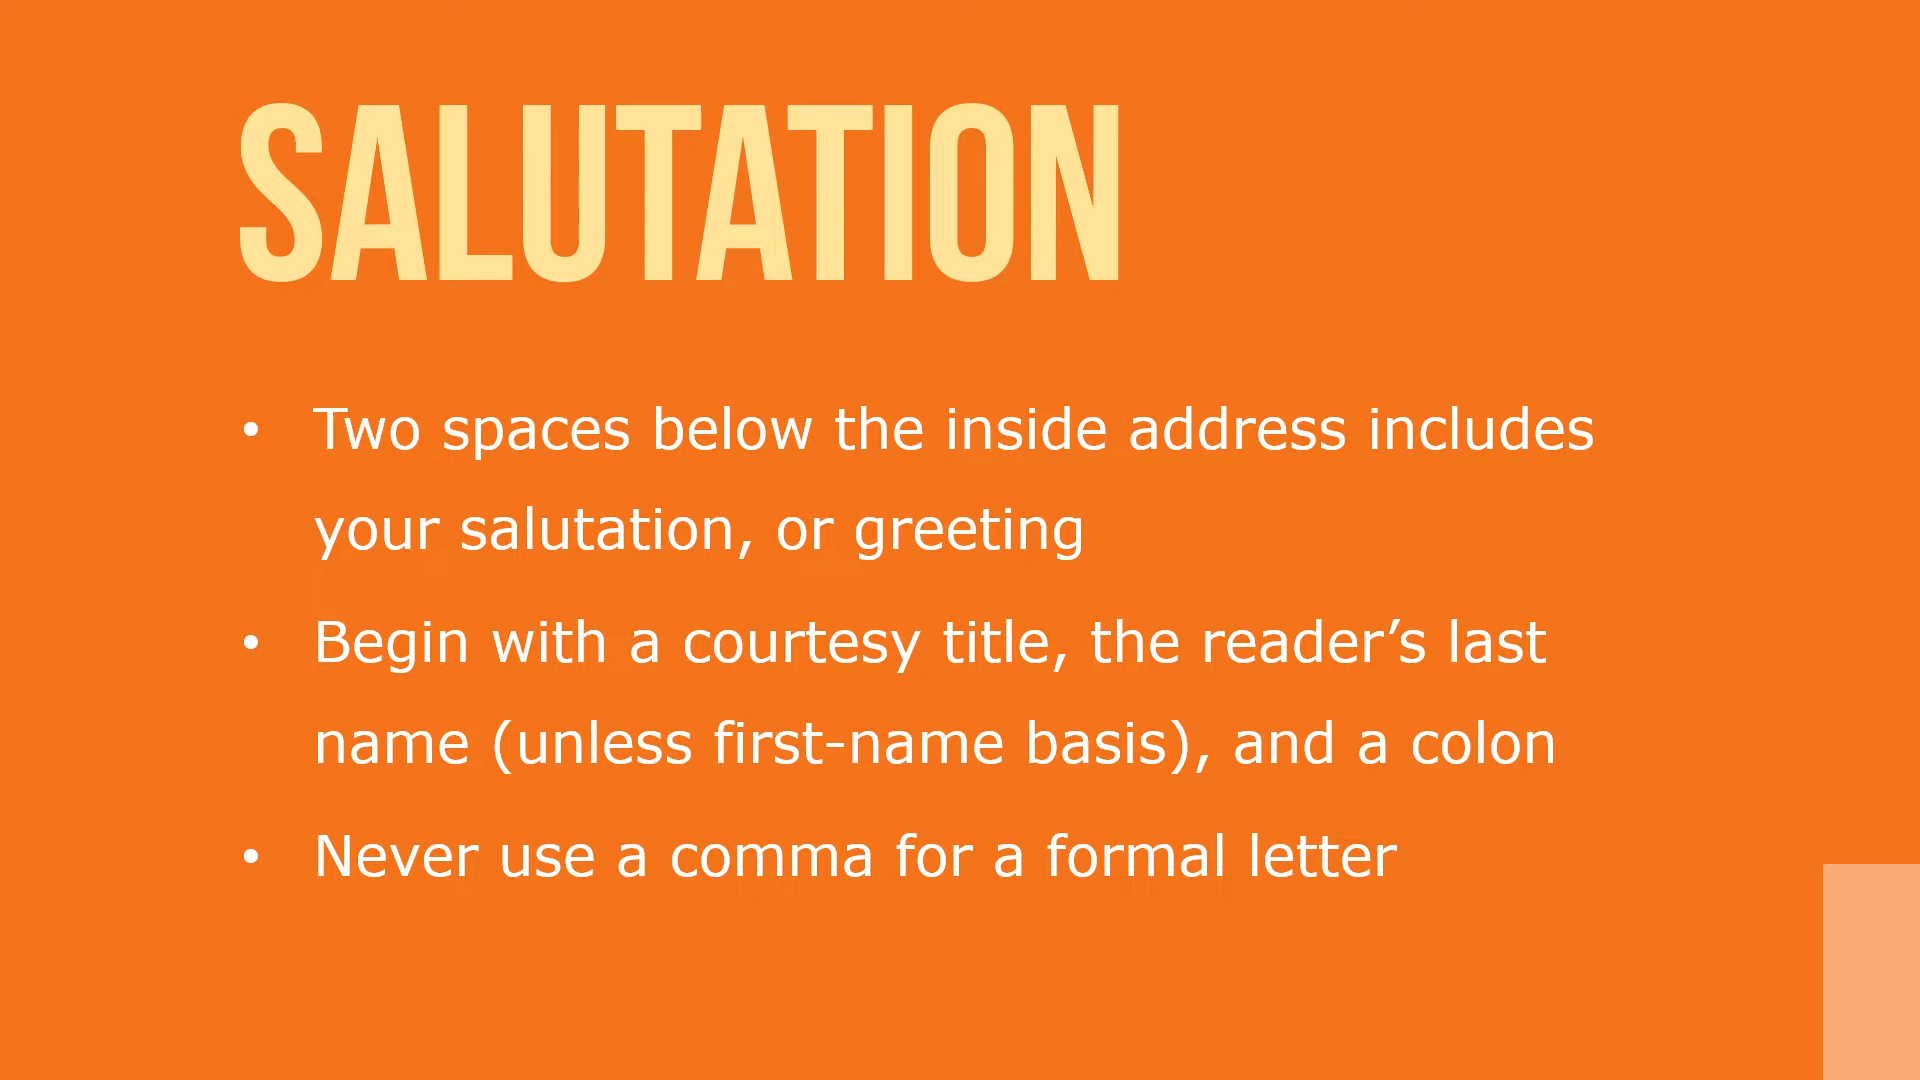 SALUTATION
• Two spaces below the inside address includes
your salutation, or greeting
• Begin with a courtesy title, the reader’s last
name (unless first-name basis), and a colon
• Never use a comma for a formal letter